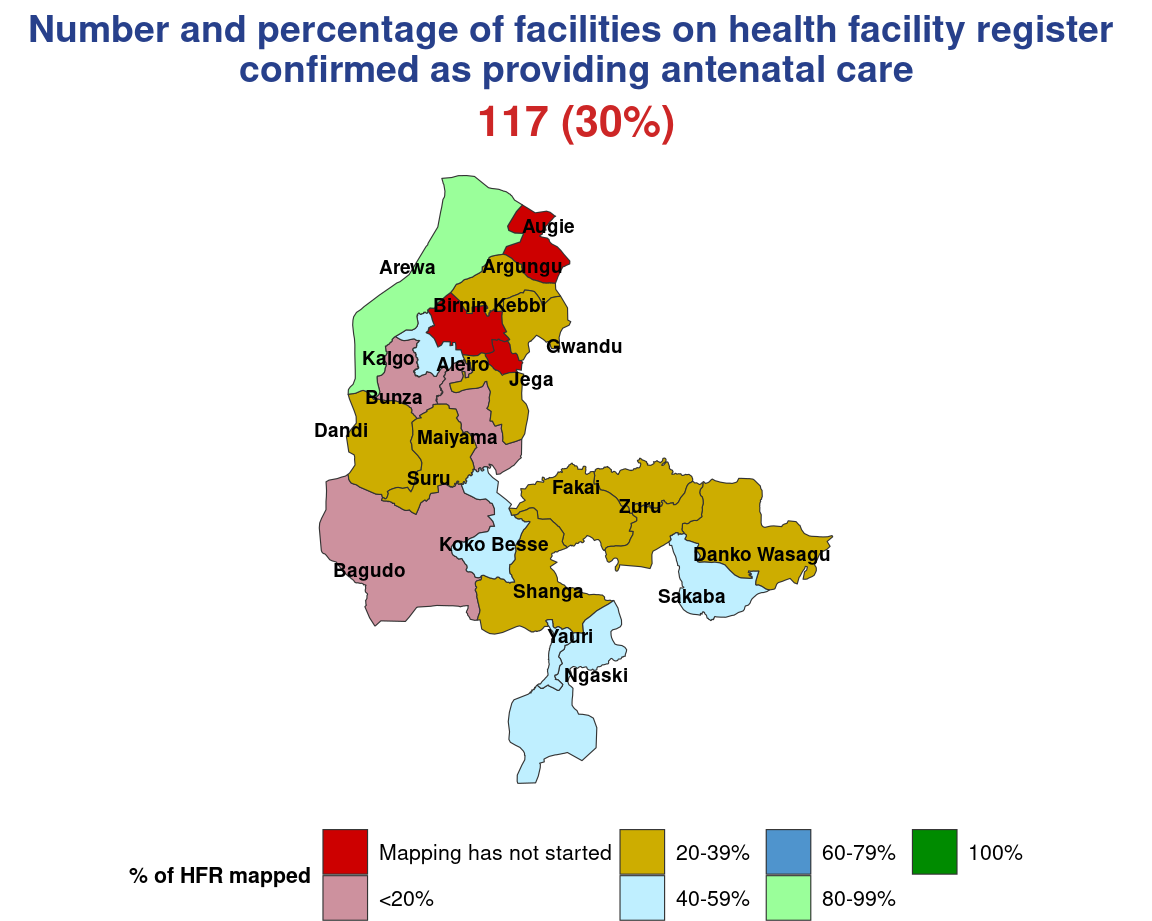 Number and percentage of facilities on health facility register
confirmed as providing antenatal care
117 (30%)
Augie
Arewa
Argungu
Birnin Kebbi
Gwandu
Kalgo
Aleiro
Jega
Bunza
Dandi
Maiyama
Suru
Fakai
Zuru
Koko Besse
Danko Wasagu
Bagudo
Shanga
Sakaba
Yauri
Ngaski
% of HFR mapped
Mapping has not started
<20%
20-39%
40-59%
60-79%
80-99%
100%